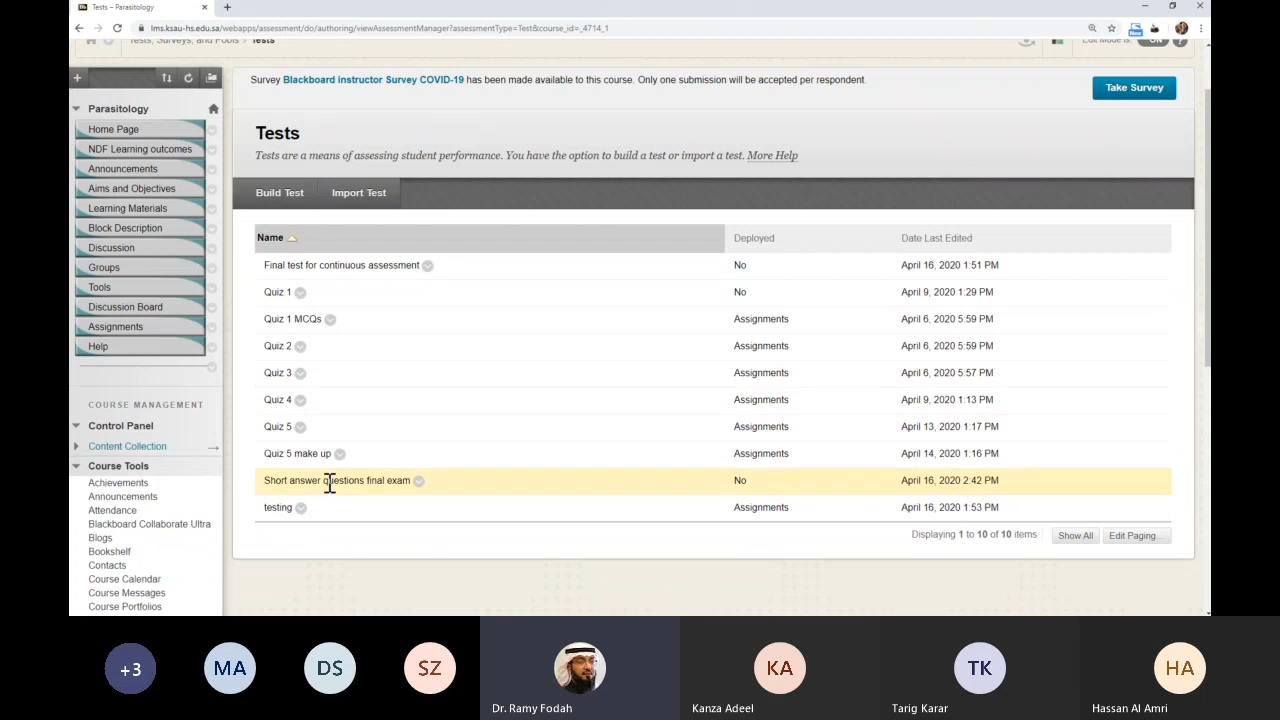 Tests – Parasitology
lms.ksau-hs.edu.sa/webapps/assessment/do/authoring/viewAssessmentManager?assessmentType=Test&course_id=_4714_1
New
Tests, Surveys, and Pools > Tests
Edit Mode is: ON ?
Survey Blackboard instructor Survey COVID-19 has been made available to this course. Only one submission will be accepted per respondent.
Take Survey
Parasitology
Home Page
NDF Learning outcomes
Announcements
Aims and Objectives
Learning Materials
Block Description
Discussion
Groups
Tools
Discussion Board
Assignments
Help
COURSE MANAGEMENT
Control Panel
Content Collection
Course Tools
Achievements
Announcements
Attendance
Blackboard Collaborate Ultra
Blogs
Bookshelf
Contacts
Course Calendar
Course Messages
Course Portfolios
Tests
Tests are a means of assessing student performance. You have the option to build a test or import a test. More Help
Build Test Import Test
Name Deployed Date Last Edited
Final test for continuous assessment No April 16, 2020 1:51 PM
Quiz 1 No April 9, 2020 1:29 PM
Quiz 1 MCQs Assignments April 6, 2020 5:59 PM
Quiz 2 Assignments April 6, 2020 5:59 PM
Quiz 3 Assignments April 6, 2020 5:57 PM
Quiz 4 Assignments April 9, 2020 1:13 PM
Quiz 5 Assignments April 13, 2020 1:17 PM
Quiz 5 make up Assignments April 14, 2020 1:16 PM
Short answer questions final exam No April 16, 2020 2:42 PM
testing Assignments April 16, 2020 1:53 PM
Displaying 1 to 10 of 10 items Show All Edit Paging...
+3 MA DS SZ KA TK HA
Dr. Ramy Fodah Kanza Adeel Tarig Karar Hassan Al Amri